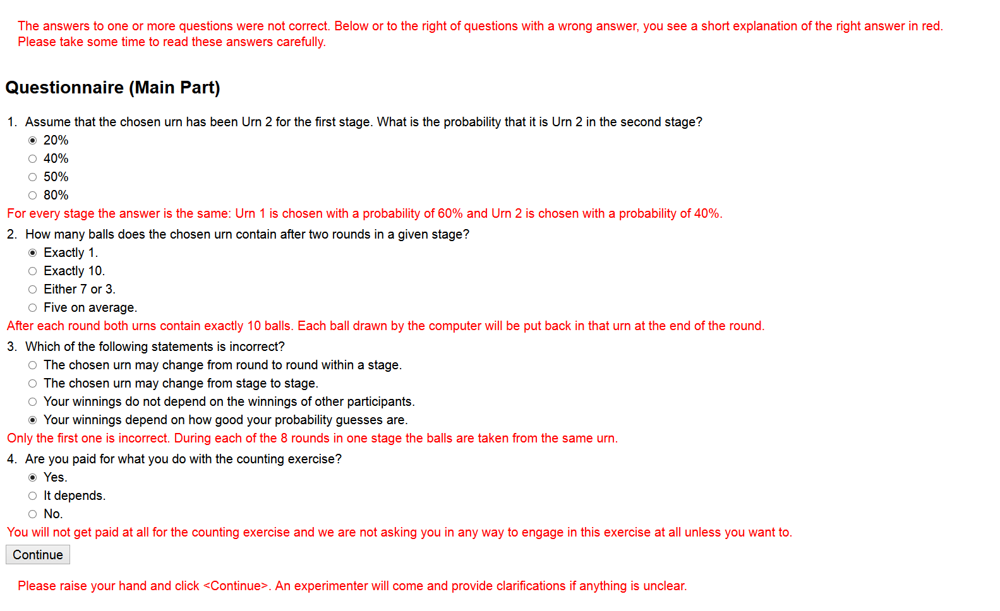 The answers to one or more questions were not correct. Below or to the right of questions with a wrong answer, you see a short explanation of the right answer in red.
Please take some time to read these answers carefully.
Questionnaire (Main Part)
1. Assume that the chosen urn has been Urn 2 for the first stage. What is the probability that it is Urn 2 in the second stage?
20%
40%
50%
80%
For every stage the answer is the same: Urn 1 is chosen with a probability of 60% and Urn 2 is chosen with a probability of 40%.
2. How many balls does the chosen urn contain after two rounds in a given stage?
Exactly 1.
Exactly 10.
Either 7 or 3.
Five on average.
After each round both urns contain exactly 10 balls. Each ball drawn by the computer will be put back in that urn at the end of the round.
3. Which of the following statements is incorrect?
The chosen urn may change from round to round within a stage.
The chosen urn may change from stage to stage.
Your winnings do not depend on the winnings of other participants.
Your winnings depend on how good your probability guesses are.
Only the first one is incorrect. During each of the 8 rounds in one stage the balls are taken from the same urn.
4. Are you paid for what you do with the counting exercise?
Yes.
It depends.
No.
You will not get paid at all for the counting exercise and we are not asking you in any way to engage in this exercise at all unless you want to.
Continue
Please raise your hand and click <Continue>. An experimenter will come and provide clarifications if anything is unclear.